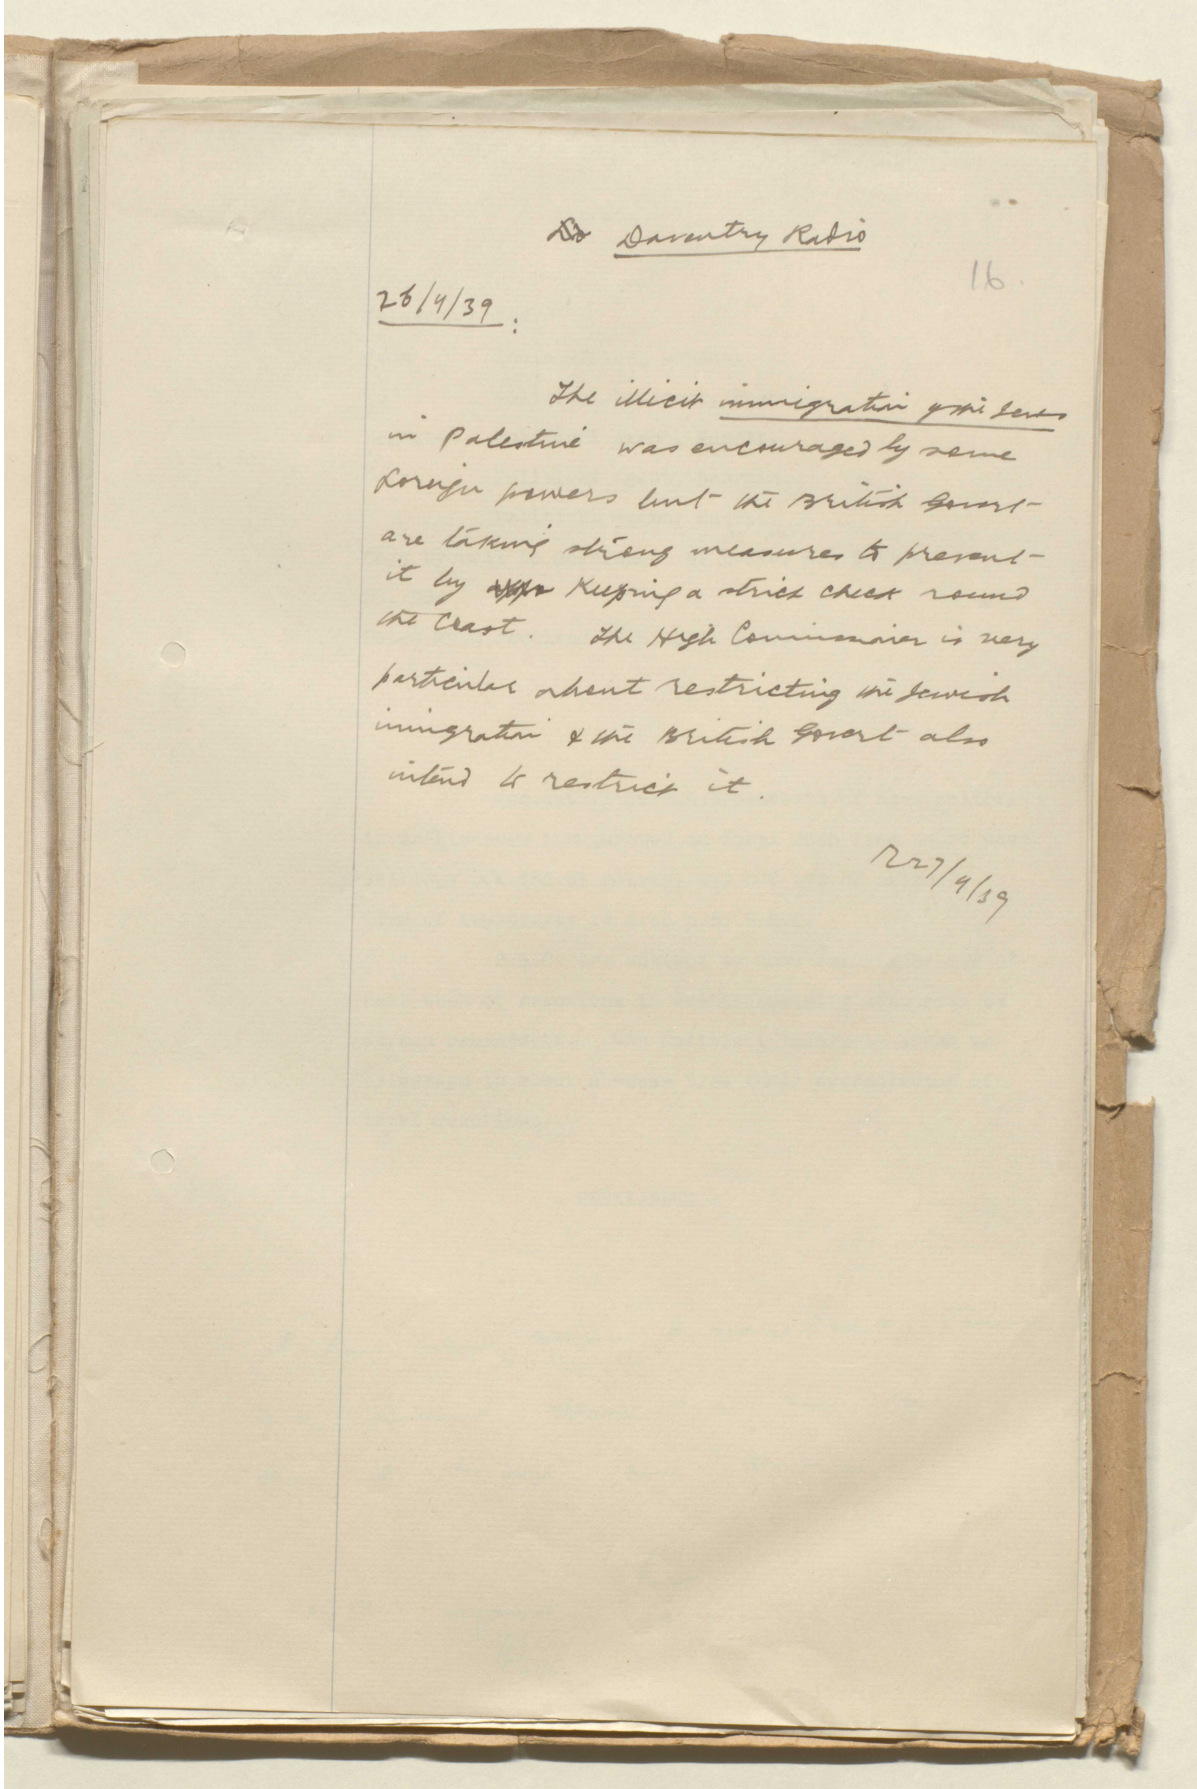 Daventry Radio
16.
26/4/39 :
The illicit immigration of the Jews
in Palestine was encouraged by some
foreign powers but the British Govert
are taking strong measures to prevent
it by keeping a strict check round
the Coast. The High Commissioner is very
particular about restricting the Jewish
immigration & the British Govert also
intend to restrict it.
27/4/39